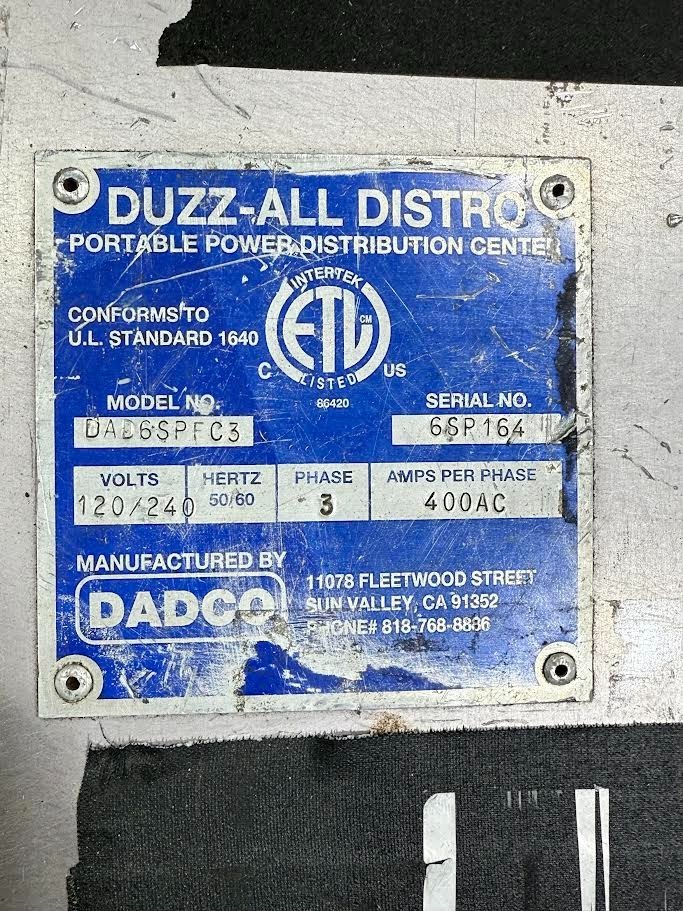 DUZZ-ALL DISTRO
PORTABLE POWER DISTRIBUTION CENTER
CONFORMS TO
U.L. STANDARD 1640
INTERTEK
ETL CM
LISTED
C US
86420
MODEL NO.
DAD6SPFC3
SERIAL NO.
6SP164
VOLTS
120/240
HERTZ
50/60
PHASE
3
AMPS PER PHASE
400AC
MANUFACTURED BY
DADCO
11078 FLEETWOOD STREET
SUN VALLEY, CA 91352
PHONE# 818-768-8886